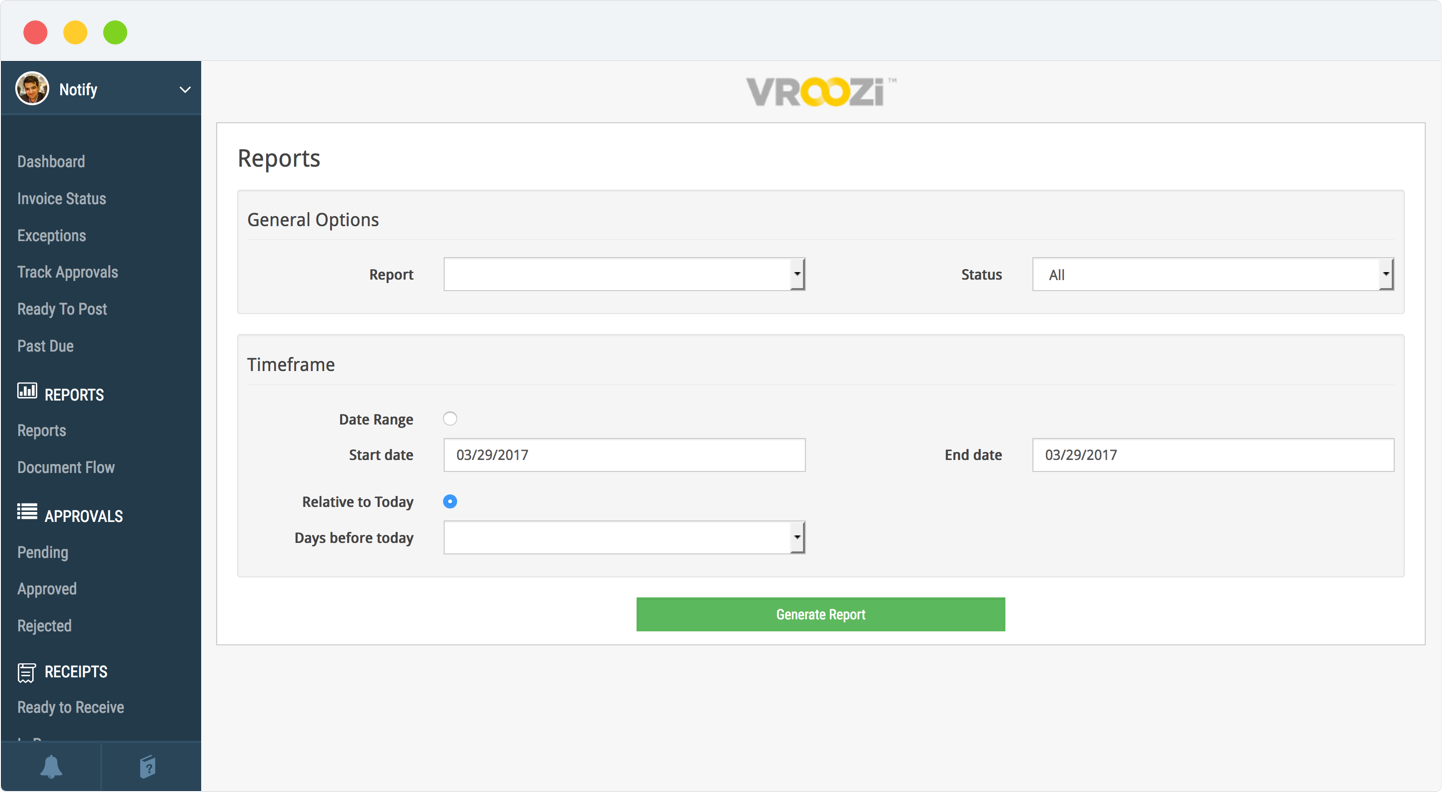 Notify
VROOZi™
Dashboard
Invoice Status
Exceptions
Track Approvals
Ready To Post
Past Due
REPORTS
Reports
Document Flow
APPROVALS
Pending
Approved
Rejected
RECEIPTS
Ready to Receive
?
Reports
General Options
Report
Status All
Timeframe
Date Range
Start date 03/29/2017 End date 03/29/2017
Relative to Today
Days before today
Generate Report